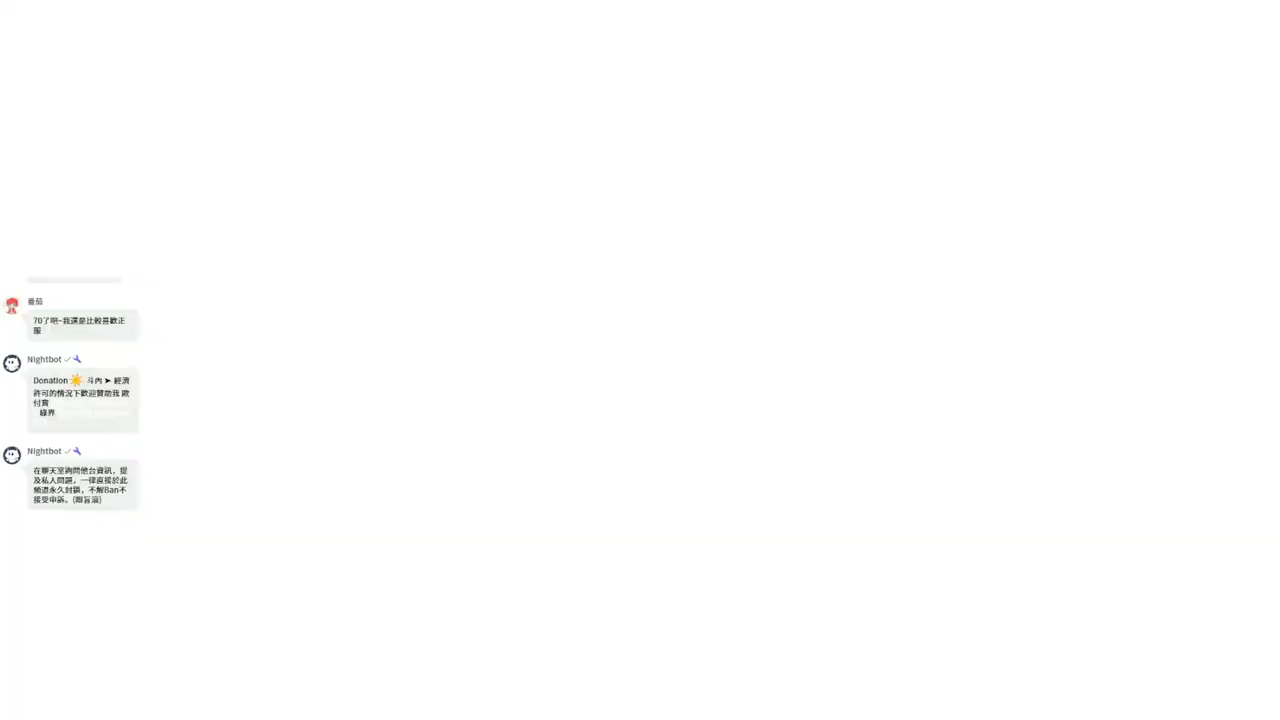 番茄
70了吧~我還是比較喜歡正
服
Nightbot
Donation ☀️ 斗內 ➤ 經濟
許可的情況下歡迎贊助我 歐
付寶
綠界
Nightbot
在聊天室詢問他台資訊，提
及私人問題，一律直接於此
頻道永久封鎖，不解Ban不
接受申訴。(眼盲滾)